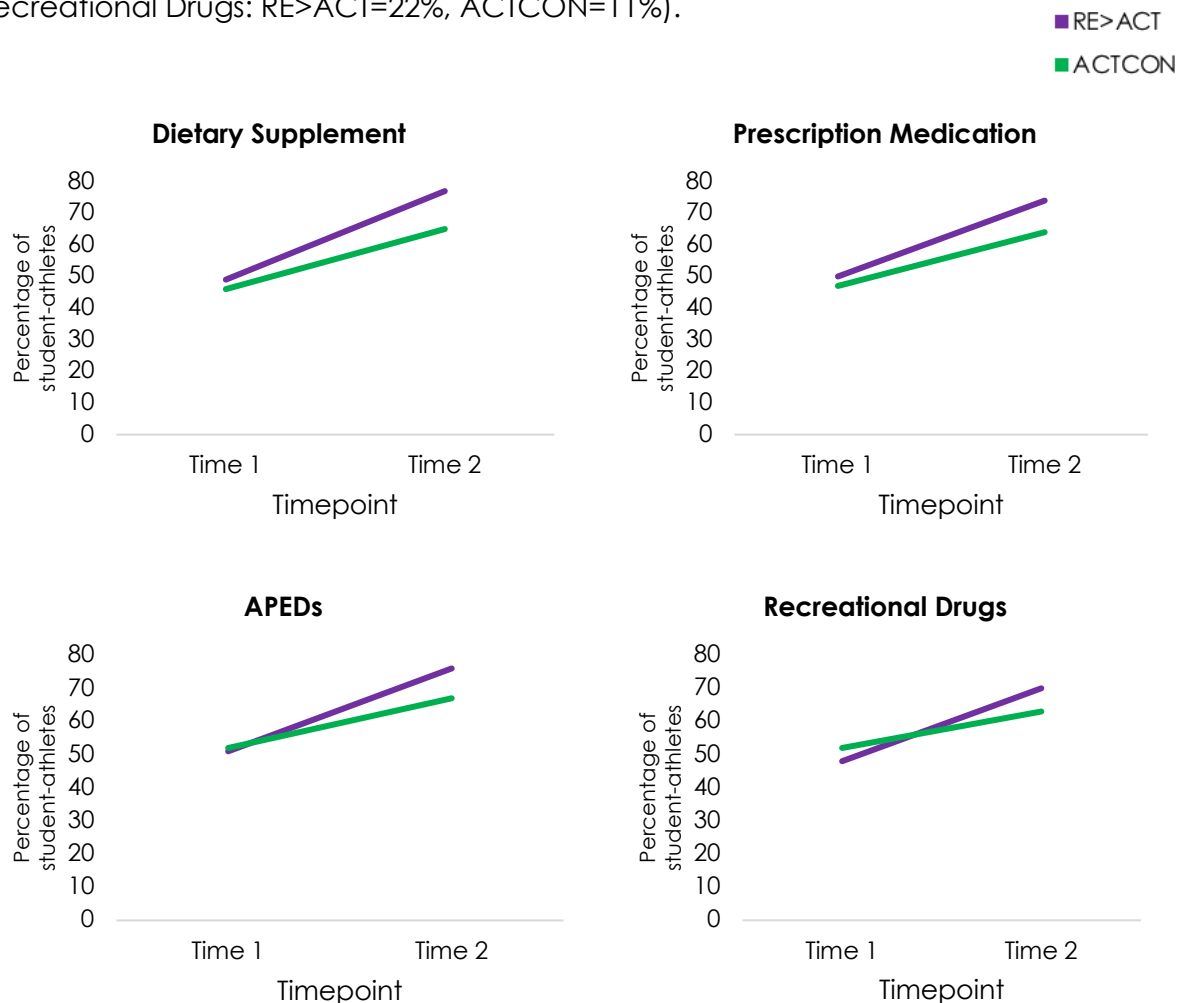 ecreational Drugs: RE>ACT=22%, ACTCON=11%).
RE>ACT
ACTCON
Dietary Supplement
Percentage of
student-athletes
80
70
60
50
40
30
20
10
0
Time 1 Time 2
Timepoint
Prescription Medication
Percentage of
student-athletes
80
70
60
50
40
30
20
10
0
Time 1 Time 2
Timepoint
APEDs
Percentage of
student-athletes
80
70
60
50
40
30
20
10
0
Time 1 Time 2
Timepoint
Recreational Drugs
Percentage of
student-athletes
80
70
60
50
40
30
20
10
0
Time 1 Time 2
Timepoint